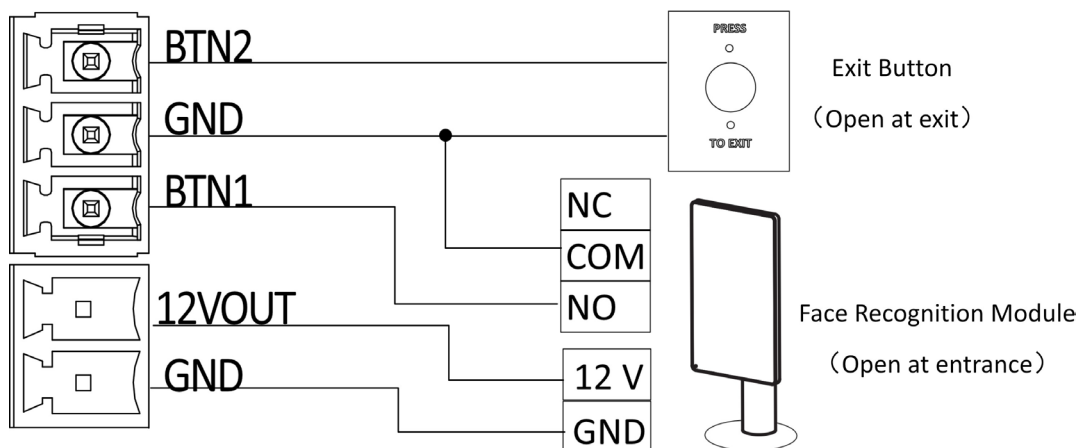 BTN2
GND
BTN1
12VOUT
GND
PRESS
TO EXIT
Exit Button
（Open at exit）
NC
COM
NO
12 V
GND
Face Recognition Module
（Open at entrance）